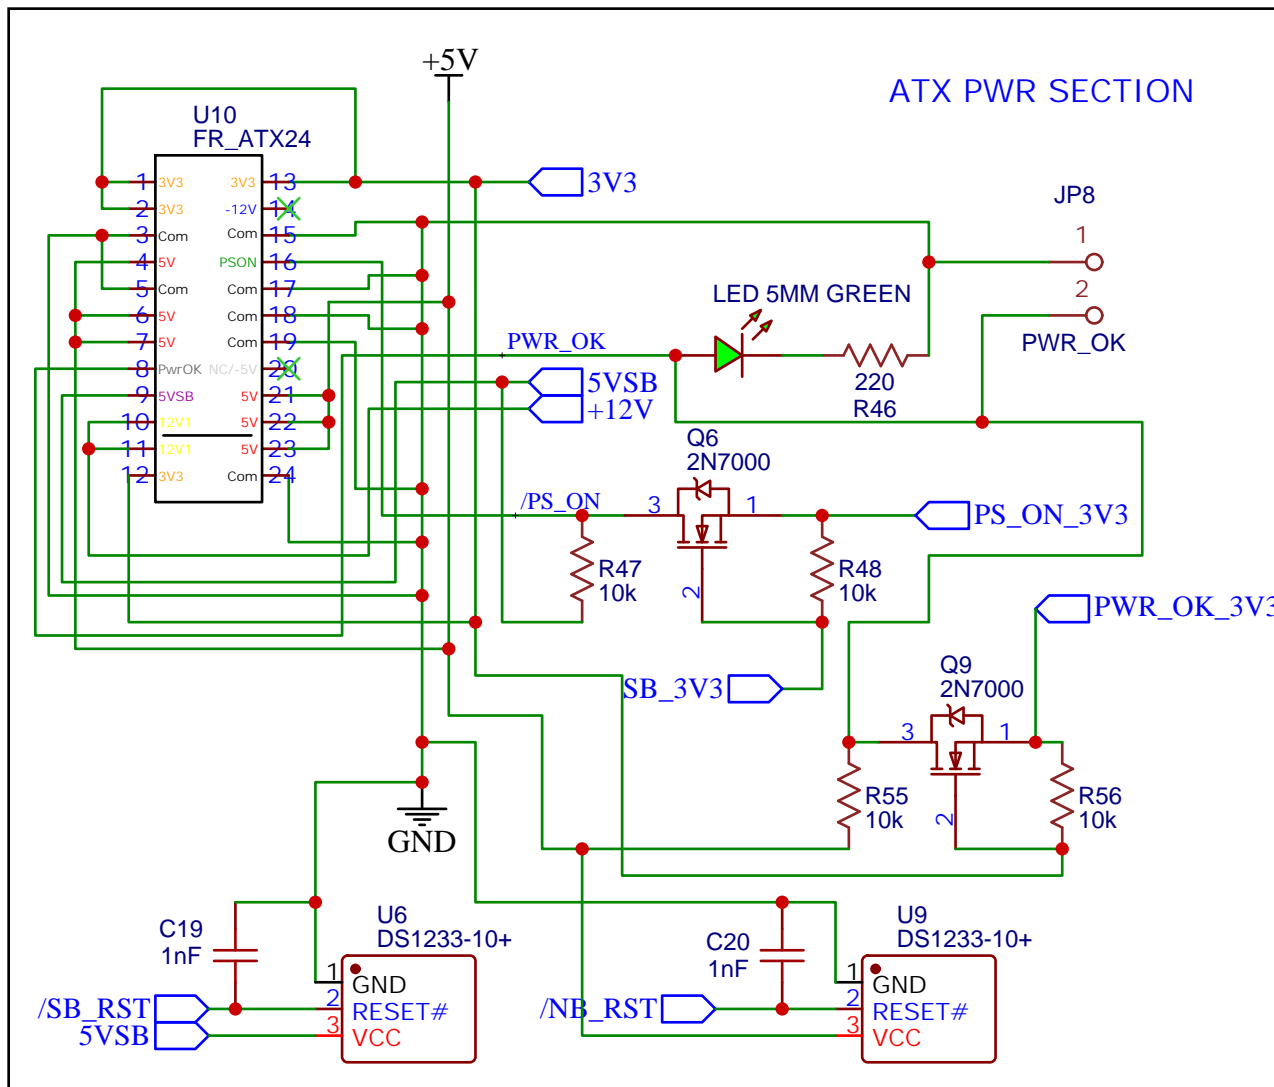 +5V
ATX PWR SECTION
U10
FR_ATX24
1 3V3 3V3 13
2 3V3 -12V 14
3 Com Com 15
4 5V PSON 16
5 Com Com 17
6 5V Com 18
7 5V Com 19
8 PwrOK NC/-5V 20
9 5VSB 5V 21
10 12V1 5V 22
11 12V1 5V 23
12 3V3 Com 24
3V3
JP8
1
2
PWR_OK
LED 5MM GREEN
PWR_OK
220
R46
5VSB
+12V
Q6
2N7000
/PS_ON
3
1
2
PS_ON_3V3
R47
10k
R48
10k
SB_3V3
PWR_OK_3V3
Q9
2N7000
3
1
2
R55
10k
R56
10k
GND
C19
1nF
U6
DS1233-10+
1 GND
/SB_RST 2 RESET#
5VSB 3 VCC
C20
1nF
U9
DS1233-10+
1 GND
/NB_RST 2 RESET#
3 VCC